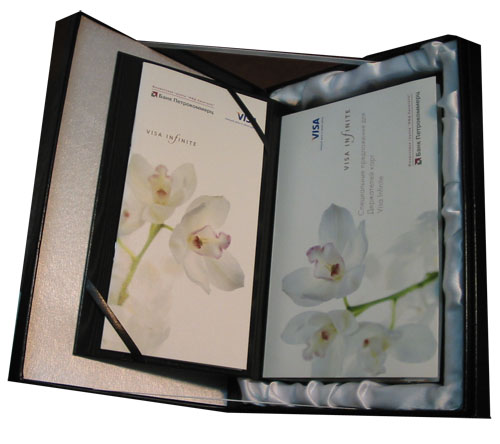 Банк Петрокоммерц
VISA
VISA INFINITE
VISA
Банк Петрокоммерц
VISA INFINITE
Специальные предложения для
Держателей карт
Visa Infinite